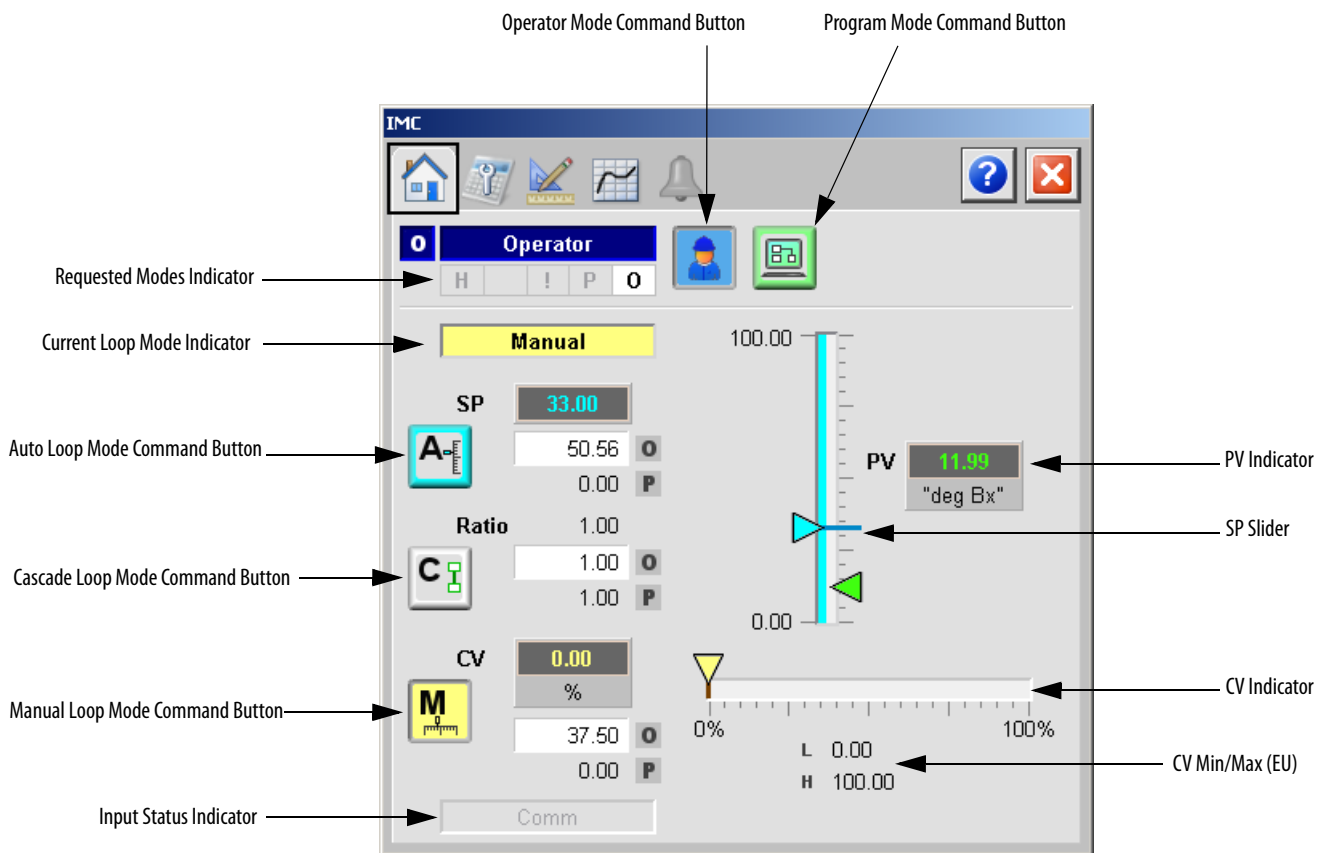 Operator Mode Command Button
Program Mode Command Button
IMC
?
O Operator
H ! P O
Requested Modes Indicator
Current Loop Mode Indicator
Manual
100.00
SP 33.00
Auto Loop Mode Command Button
A
50.56 O
0.00 P
PV 11.99
"deg Bx"
PV Indicator
SP Slider
Ratio 1.00
Cascade Loop Mode Command Button
C
1.00 O
1.00 P
0.00
CV 0.00
%
Manual Loop Mode Command Button
M
37.50 O
0.00 P
CV Indicator
0% 100%
L 0.00
H 100.00
CV Min/Max (EU)
Input Status Indicator
Comm